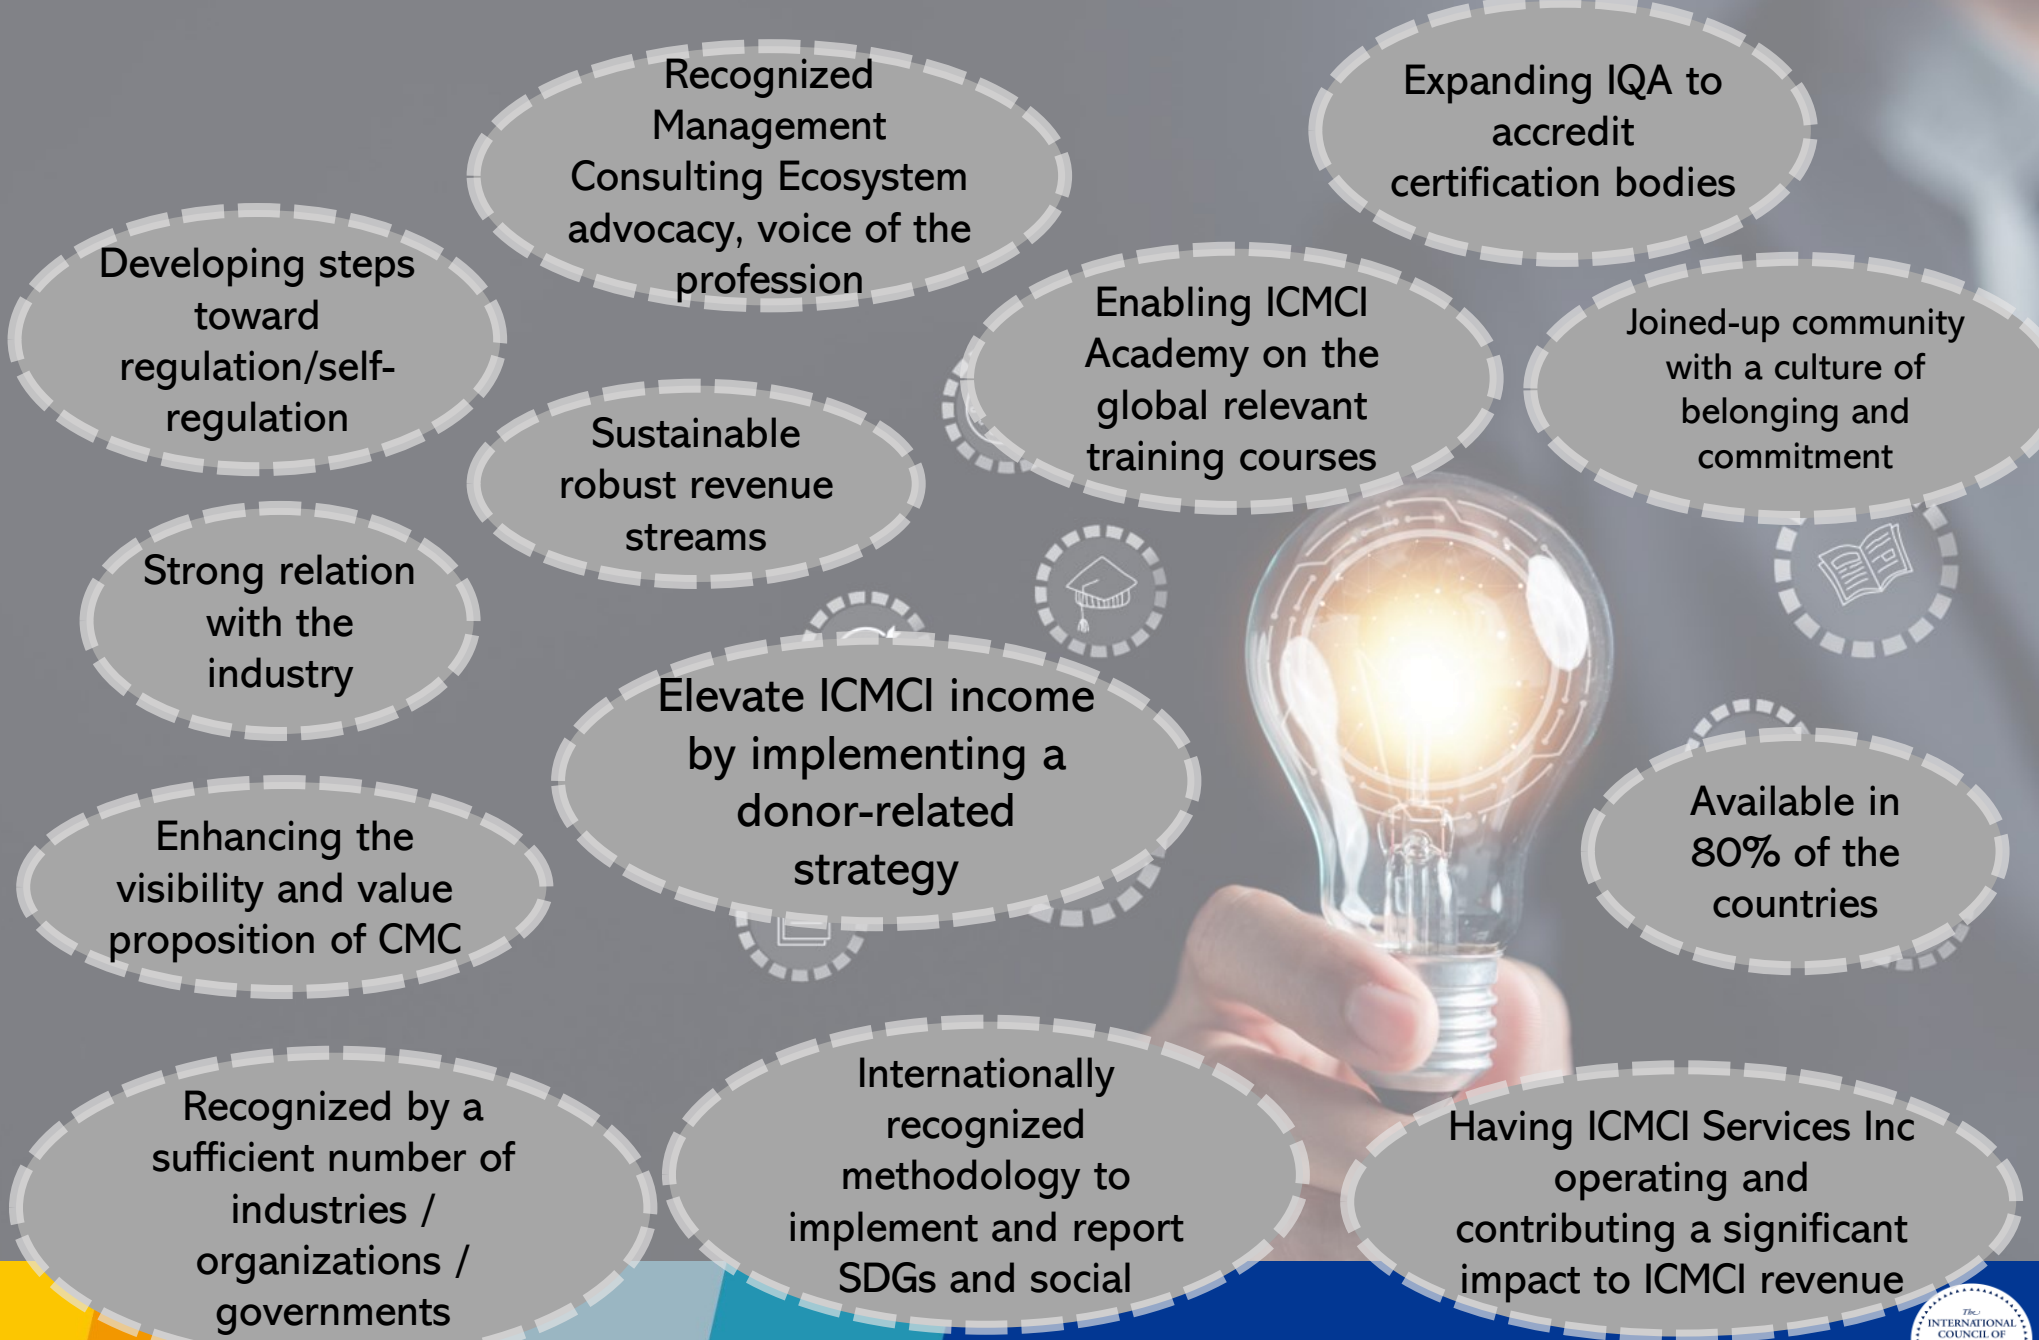 Recognized
Management
Consulting Ecosystem
advocacy, voice of the
profession
Expanding IQA to
accredit
certification bodies
Developing steps
toward
regulation/self-
regulation
Enabling ICMCI
Academy on the
global relevant
training courses
Joined-up community
with a culture of
belonging and
commitment
Sustainable
robust revenue
streams
Strong relation
with the
industry
Elevate ICMCI income
by implementing a
donor-related
strategy
Available in
80% of the
countries
Enhancing the
visibility and value
proposition of CMC
Recognized by a
sufficient number of
industries /
organizations /
governments
Internationally
recognized
methodology to
implement and report
SDGs and social
Having ICMCI Services Inc
operating and
contributing a significant
impact to ICMCI revenue
The
INTERNATIONAL
COUNCIL OF